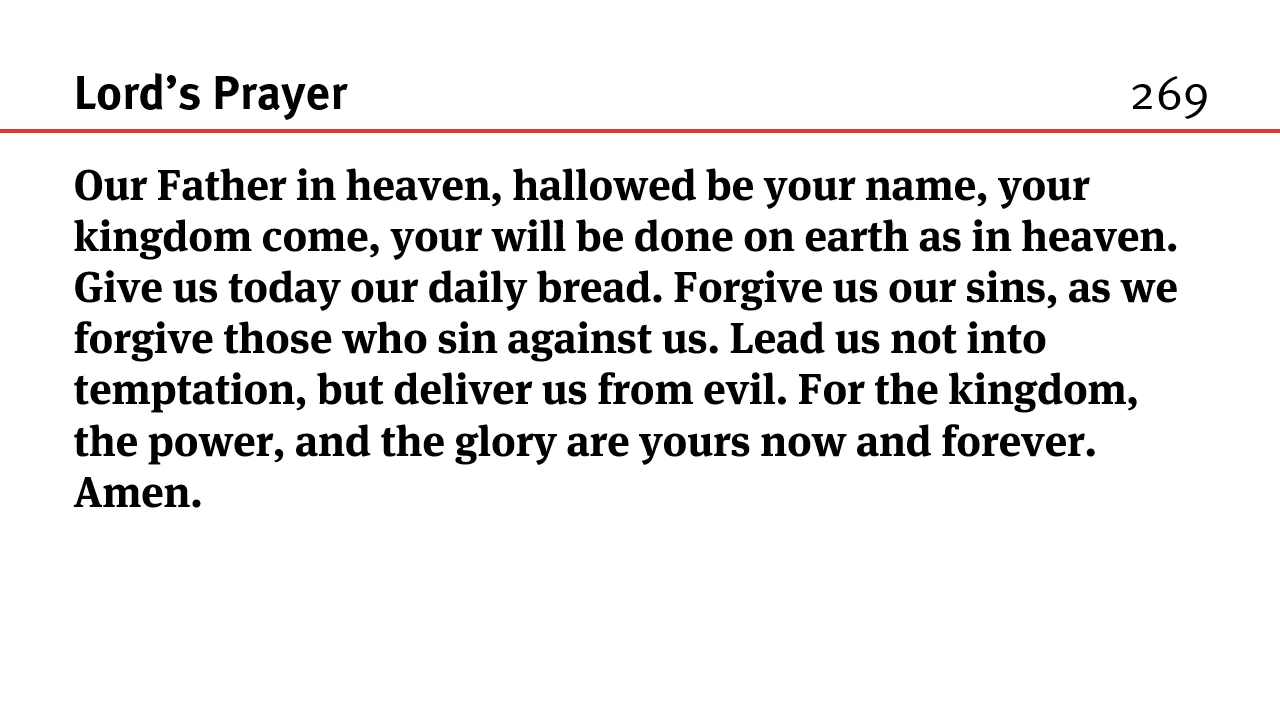 Lord’s Prayer 269
Our Father in heaven, hallowed be your name, your
kingdom come, your will be done on earth as in heaven.
Give us today our daily bread. Forgive us our sins, as we
forgive those who sin against us. Lead us not into
temptation, but deliver us from evil. For the kingdom,
the power, and the glory are yours now and forever.
Amen.